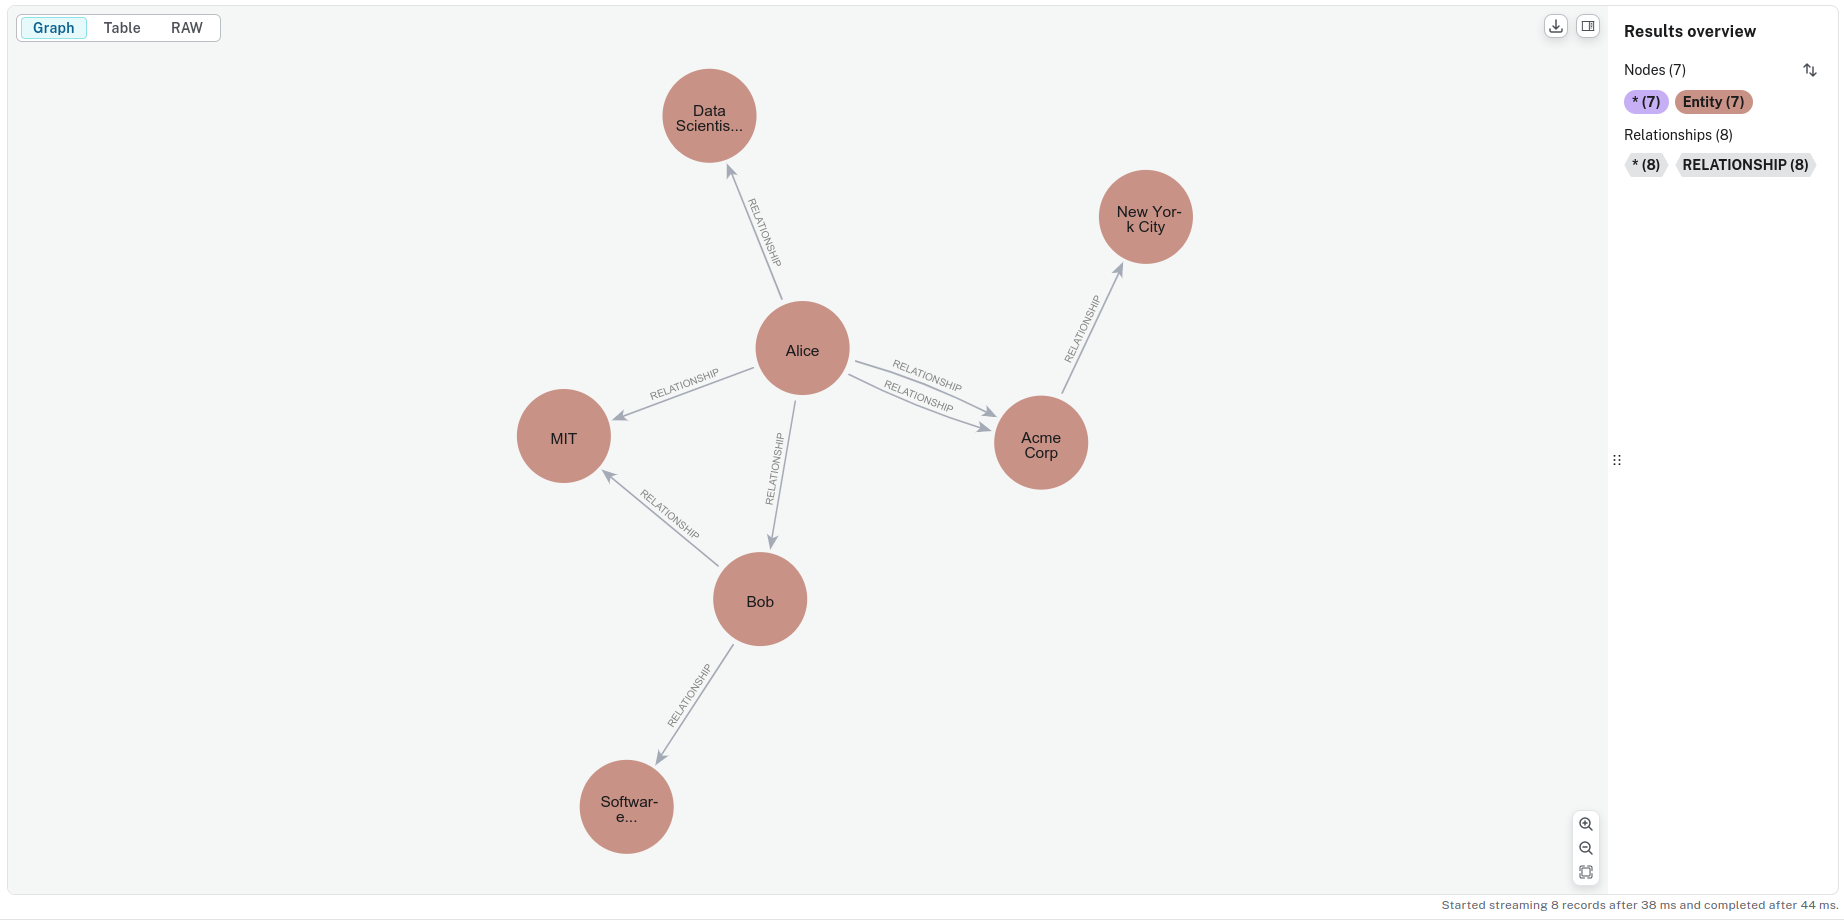 Graph Table RAW
Results overview
Nodes (7)
* (7) Entity (7)
Relationships (8)
* (8) RELATIONSHIP (8)
Data
Scientis...
RELATIONSHIP
New Yor-
k City
RELATIONSHIP
Alice
RELATIONSHIP
RELATIONSHIP
RELATIONSHIP
MIT
Acme
Corp
RELATIONSHIP
RELATIONSHIP
Bob
RELATIONSHIP
Softwar-
e...
Started streaming 8 records after 38 ms and completed after 44 ms.